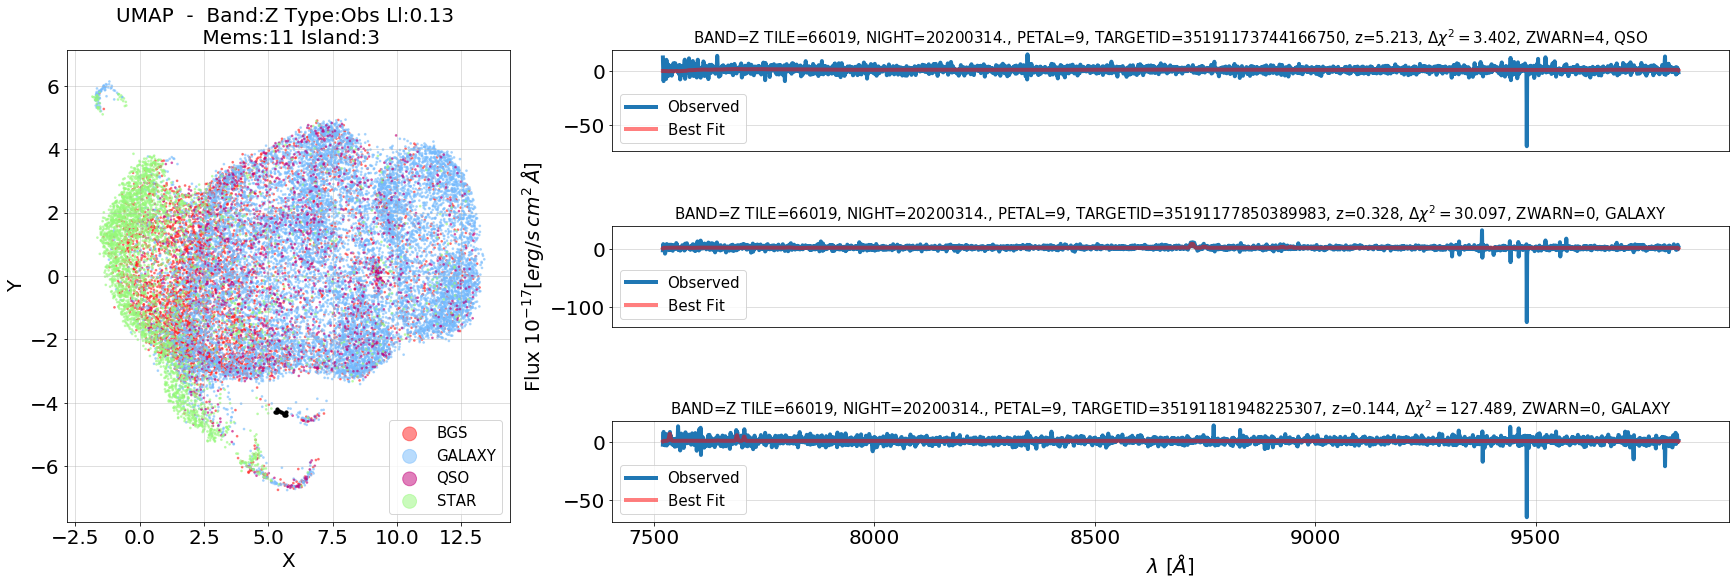 UMAP - Band:Z Type:Obs Ll:0.13
Mems:11 Island:3
Y
6
4
2
0
−2
−4
−6
BGS
GALAXY
QSO
STAR
−2.5 0.0 2.5 5.0 7.5 10.0 12.5
X
Flux 10^{-17}[erg/s cm^2 Å]
BAND=Z TILE=66019, NIGHT=20200314., PETAL=9, TARGETID=35191173744166750, z=5.213, Δχ²=3.402, ZWARN=4, QSO
0
−50
Observed
Best Fit
BAND=Z TILE=66019, NIGHT=20200314., PETAL=9, TARGETID=35191177850389983, z=0.328, Δχ²=30.097, ZWARN=0, GALAXY
0
−100
Observed
Best Fit
BAND=Z TILE=66019, NIGHT=20200314., PETAL=9, TARGETID=35191181948225307, z=0.144, Δχ²=127.489, ZWARN=0, GALAXY
0
−50
Observed
Best Fit
7500 8000 8500 9000 9500
λ [Å]